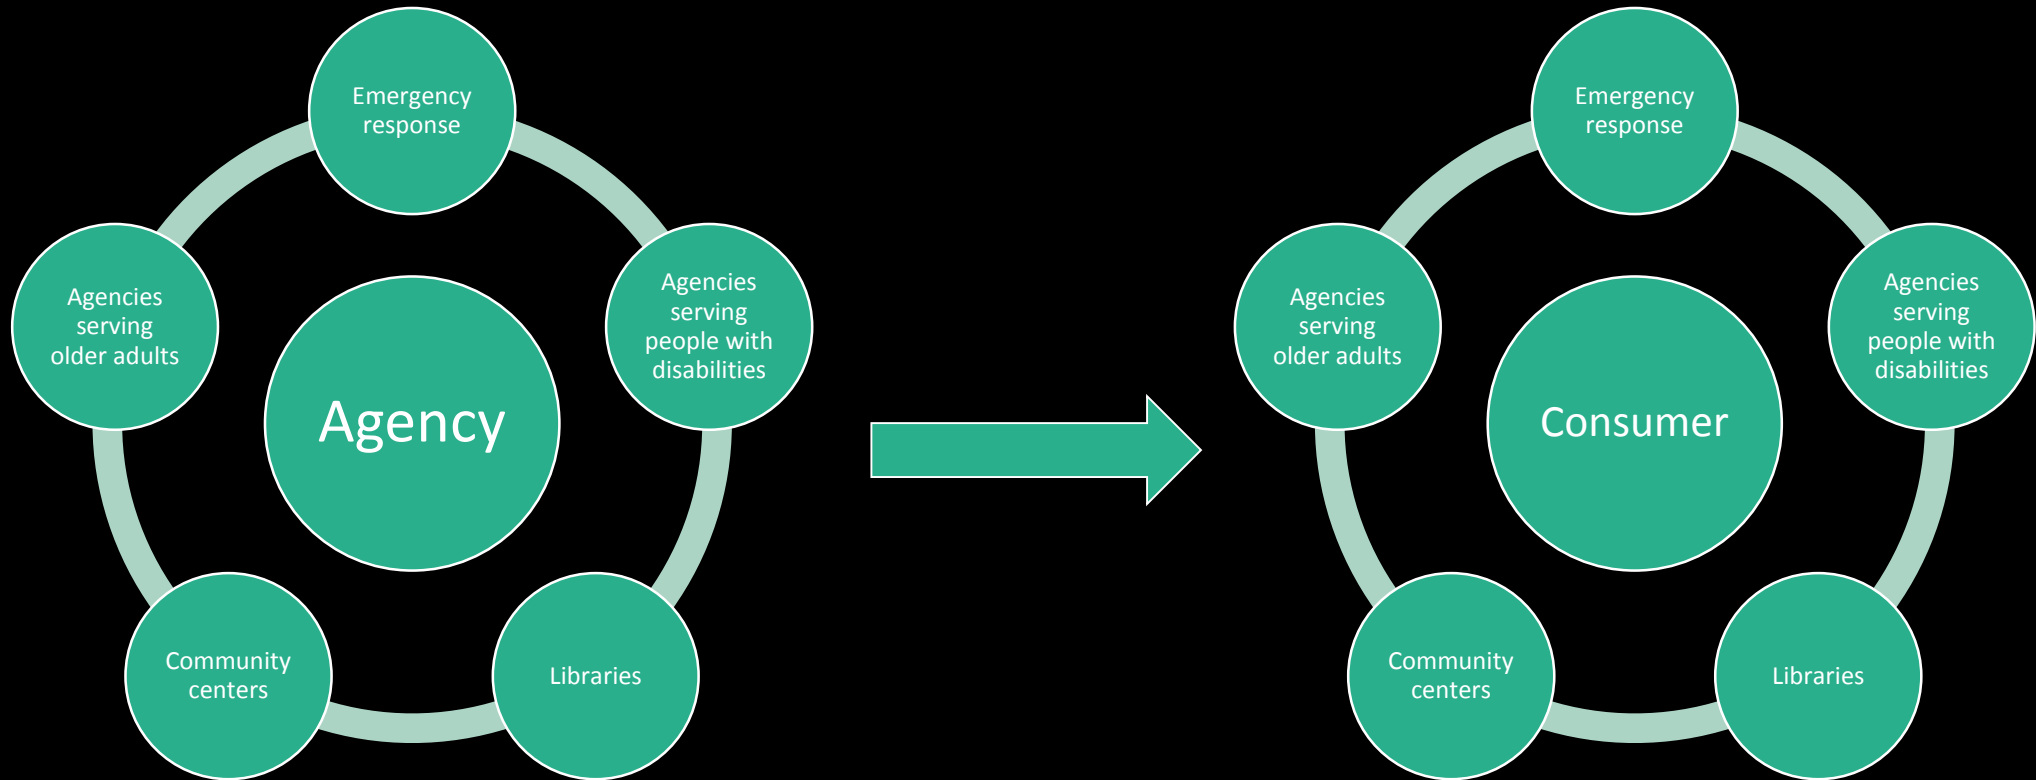 Emergency
response
Agencies
serving
people with
disabilities
Libraries
Community
centers
Agencies
serving
older adults
Agency
Emergency
response
Agencies
serving
people with
disabilities
Libraries
Community
centers
Agencies
serving
older adults
Consumer